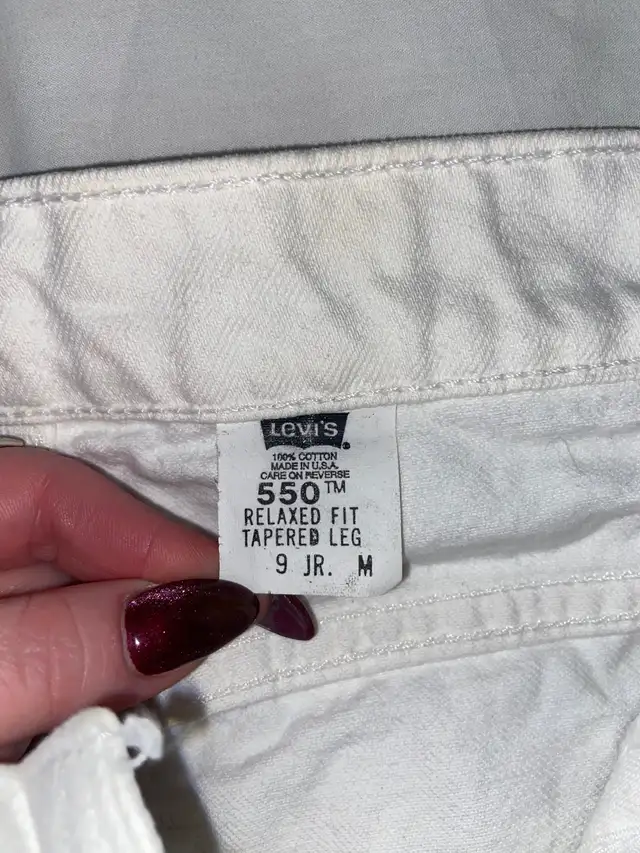 LEVI'S
100% COTTON
MADE IN U.S.A.
CARE ON REVERSE
550™
RELAXED FIT
TAPERED LEG
9 JR. M